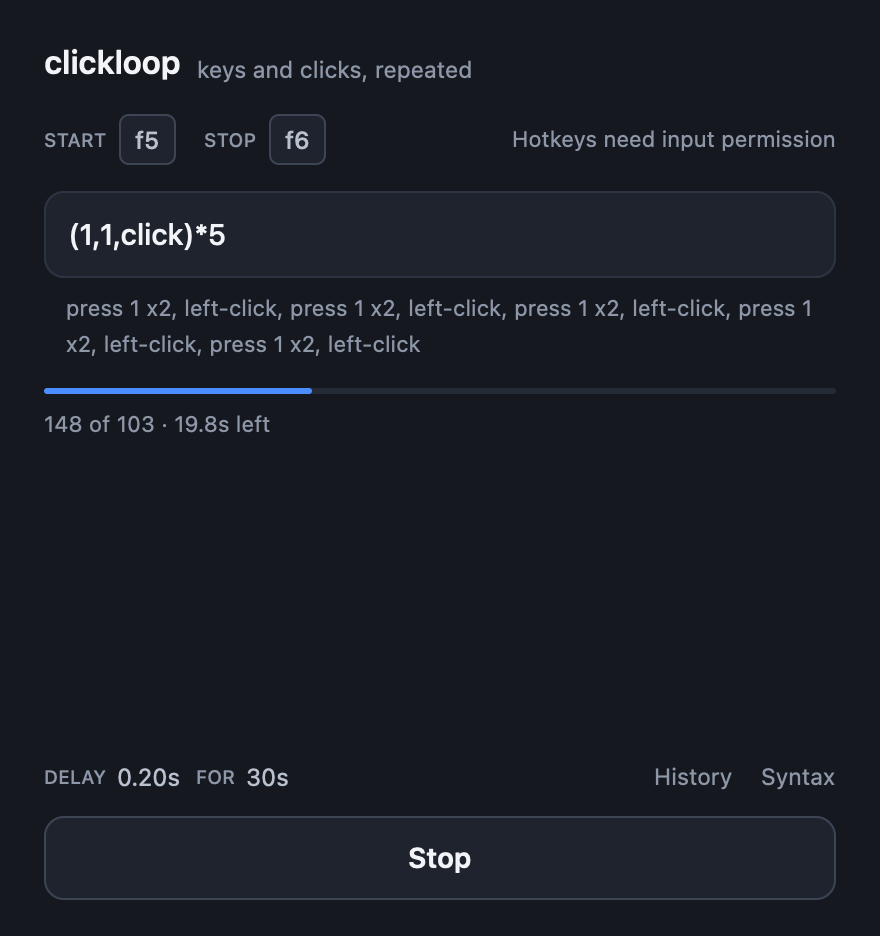 clickloop keys and clicks, repeated
START f5 STOP f6 Hotkeys need input permission
(1,1,click)*5
press 1 x2, left-click, press 1 x2, left-click, press 1 x2, left-click, press 1
x2, left-click, press 1 x2, left-click
148 of 103 · 19.8s left
DELAY 0.20s FOR 30s History Syntax
Stop